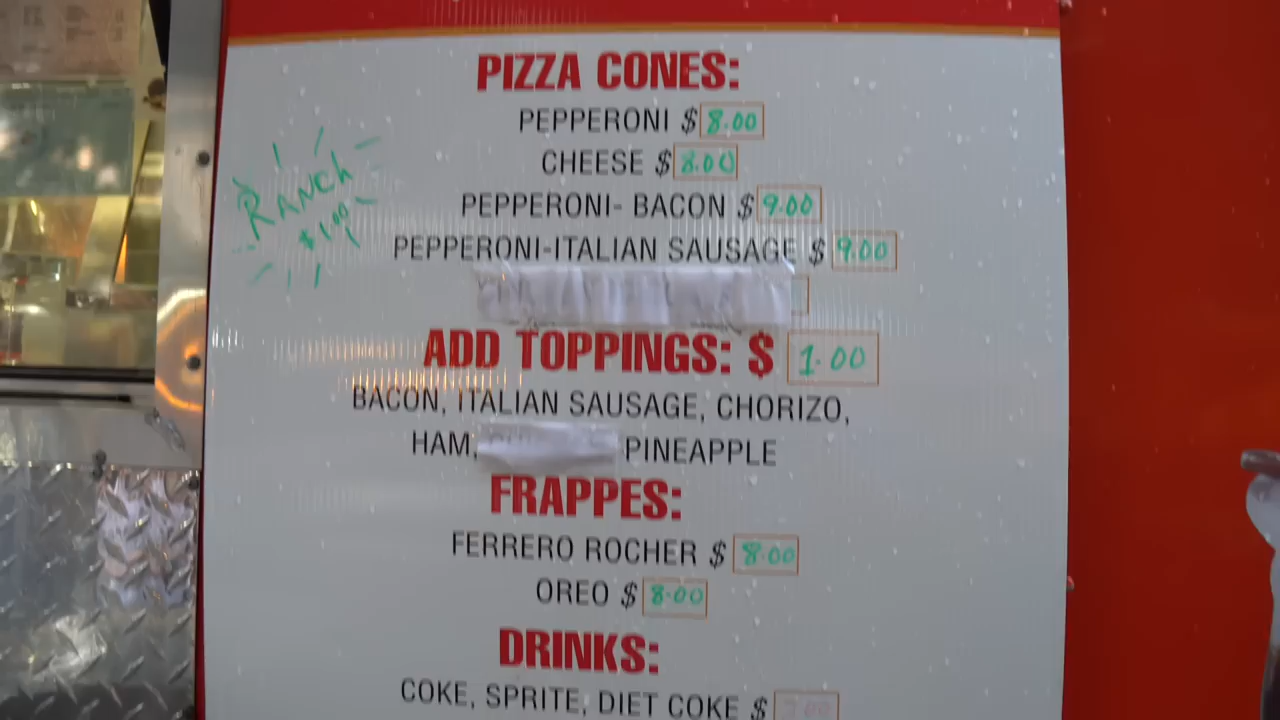 PIZZA CONES:
PEPPERONI $ 8.00
CHEESE $ 8.00
PEPPERONI- BACON $ 9.00
PEPPERONI-ITALIAN SAUSAGE $ 9.00
RANCH
$1.00
ADD TOPPINGS: $ 1.00
BACON, ITALIAN SAUSAGE, CHORIZO,
HAM, PINEAPPLE
FRAPPES:
FERRERO ROCHER $ 8.00
OREO $ 8.00
DRINKS:
COKE, SPRITE, DIET COKE $